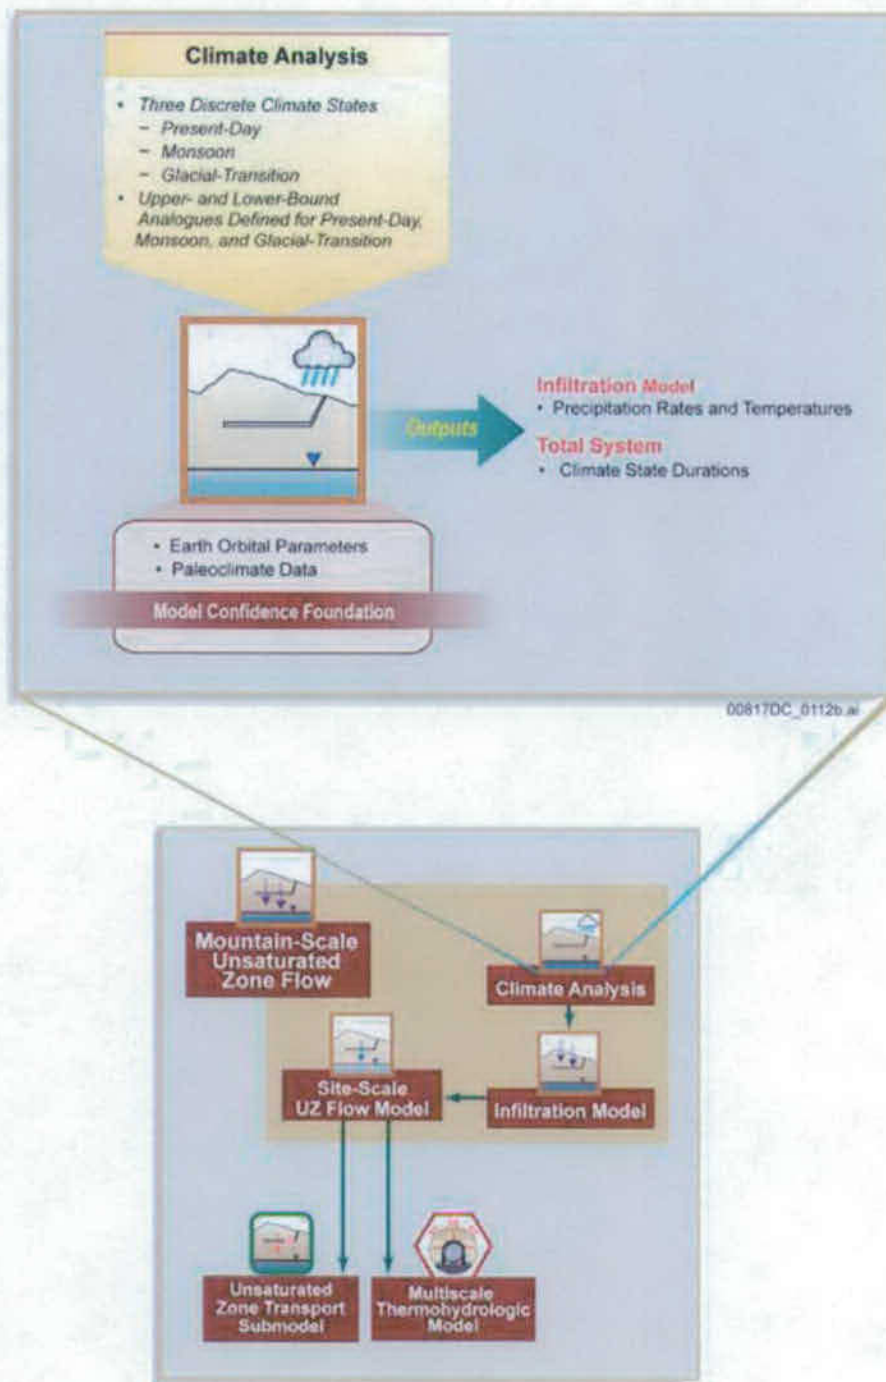 Climate Analysis
• Three Discrete Climate States
– Present-Day
– Monsoon
– Glacial-Transition
• Upper- and Lower-Bound
Analogues Defined for Present-Day,
Monsoon, and Glacial-Transition
Outputs
Infiltration Model
• Precipitation Rates and Temperatures
Total System
• Climate State Durations
• Earth Orbital Parameters
• Paleoclimate Data
Model Confidence Foundation
00817DC_0112b.ai
Mountain-Scale
Unsaturated
Zone Flow
Climate Analysis
Site-Scale
UZ Flow Model
Infiltration Model
Unsaturated
Zone Transport
Submodel
Multiscale
Thermohydrologic
Model